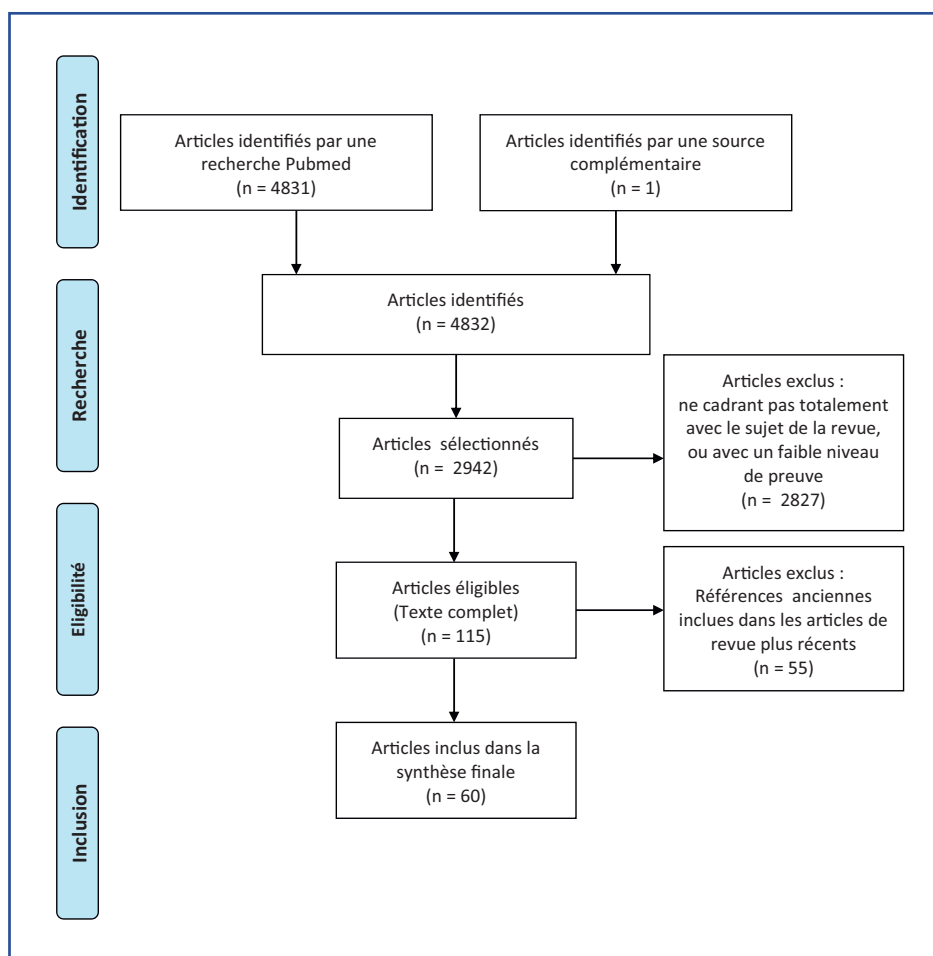 Identification
Articles identifiés par une
recherche Pubmed
(n = 4831)
Articles identifiés par une source
complémentaire
(n = 1)
Recherche
Articles identifiés
(n = 4832)
Articles sélectionnés
(n = 2942)
Articles exclus :
ne cadrant pas totalement
avec le sujet de la revue,
ou avec un faible niveau
de preuve
(n = 2827)
Eligibilité
Articles éligibles
(Texte complet)
(n = 115)
Articles exclus :
Références anciennes
inclues dans les articles de
revue plus récents
(n = 55)
Inclusion
Articles inclus dans la
synthèse finale
(n = 60)